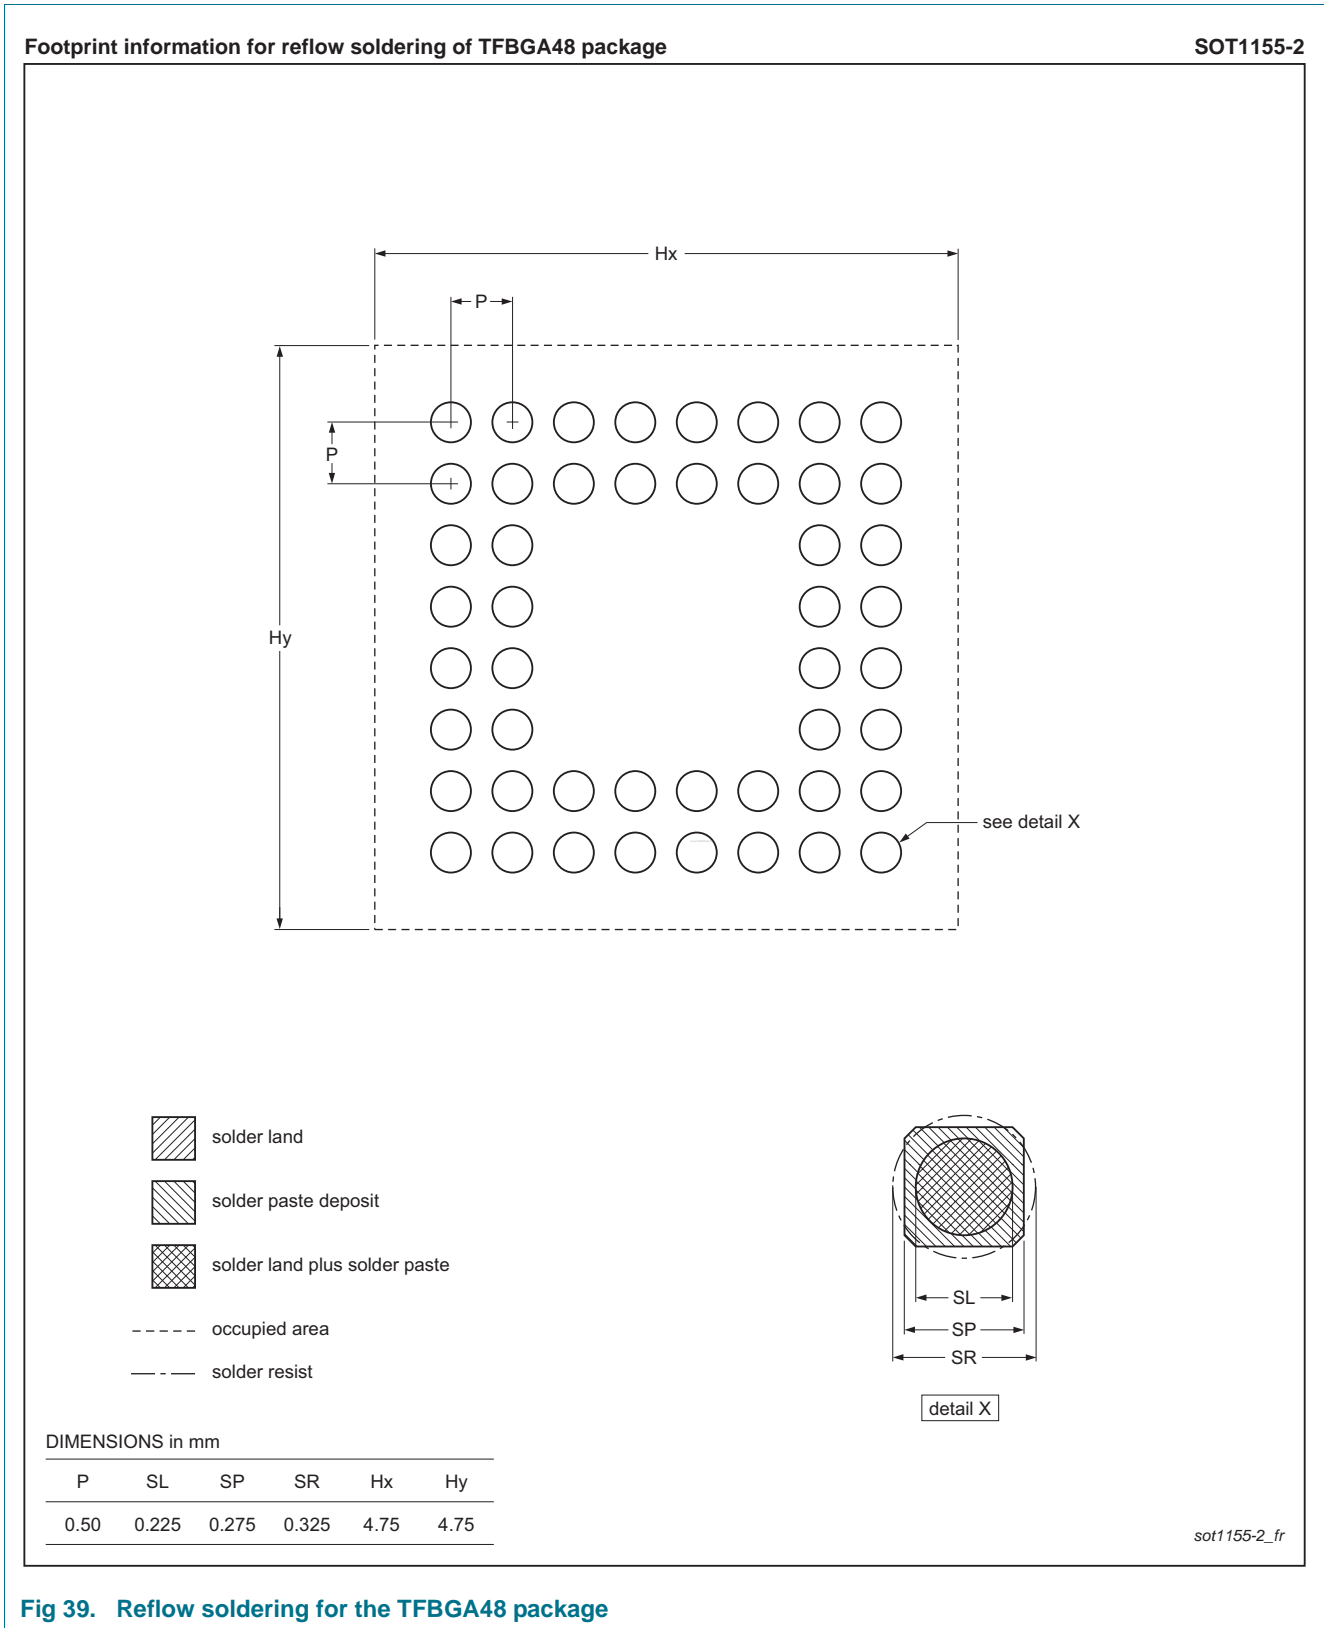 Footprint information for reflow soldering of TFBGA48 package SOT1155-2
Hx
P
P
Hy
see detail X
solder land
solder paste deposit
solder land plus solder paste
occupied area
solder resist
SL
SP
SR
detail X
DIMENSIONS in mm
P SL SP SR Hx Hy
0.50 0.225 0.275 0.325 4.75 4.75
sot1155-2_fr
Fig 39. Reflow soldering for the TFBGA48 package